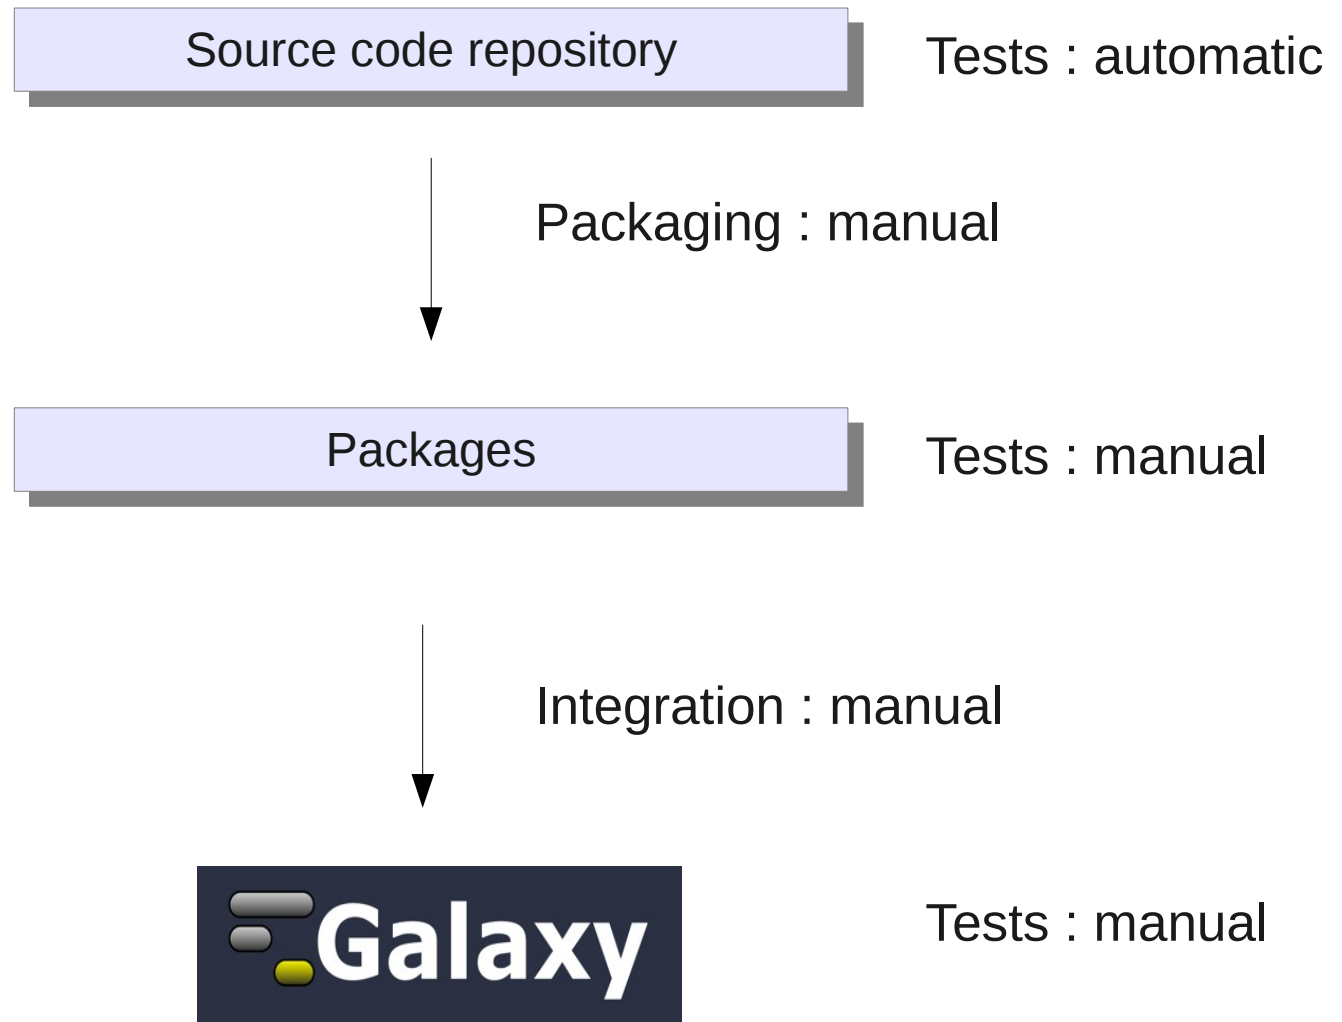 Source code repository
Tests : automatic
Packaging : manual
Packages
Tests : manual
Integration : manual
Galaxy
Tests : manual